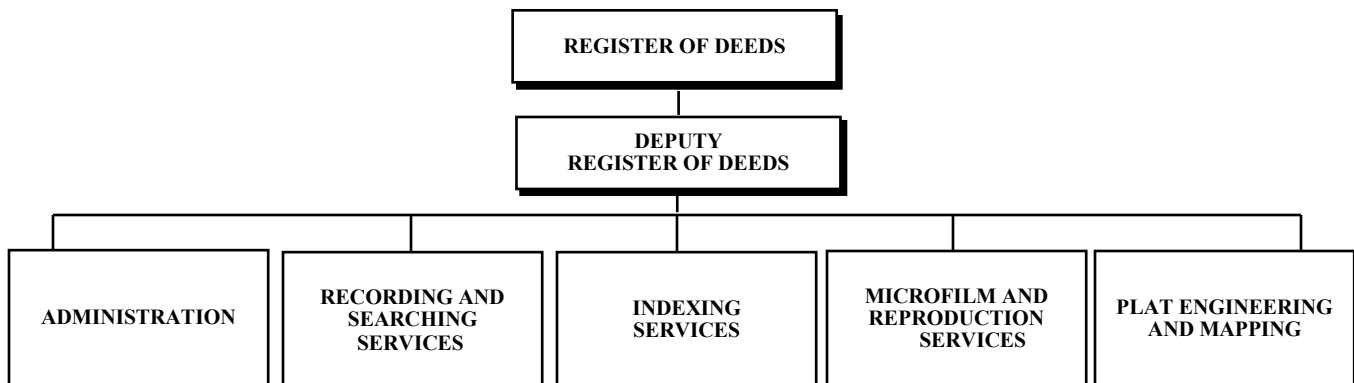 REGISTER OF DEEDS
DEPUTY
REGISTER OF DEEDS
ADMINISTRATION
RECORDING AND
SEARCHING
SERVICES
INDEXING
SERVICES
MICROFILM AND
REPRODUCTION
SERVICES
PLAT ENGINEERING
AND MAPPING